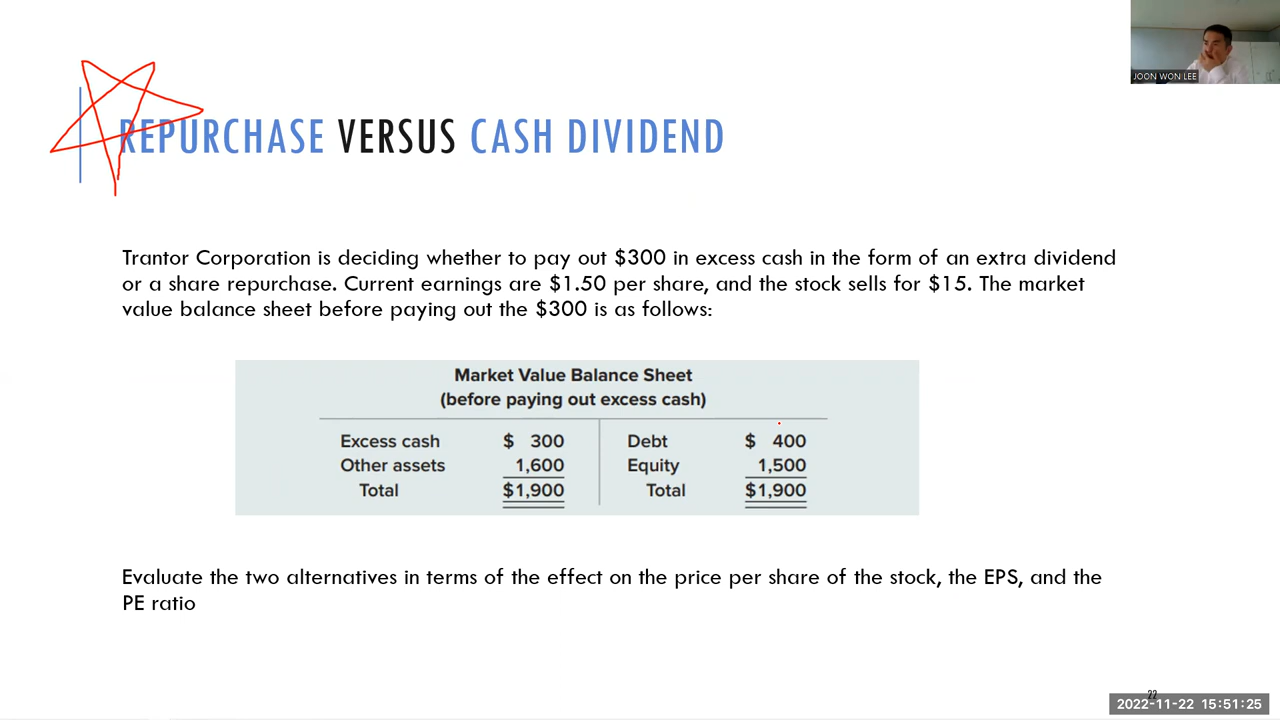 JOON WON LEE
REPURCHASE VERSUS CASH DIVIDEND
Trantor Corporation is deciding whether to pay out $300 in excess cash in the form of an extra dividend
or a share repurchase. Current earnings are $1.50 per share, and the stock sells for $15. The market
value balance sheet before paying out the $300 is as follows:
Market Value Balance Sheet
(before paying out excess cash)
Excess cash $ 300 Debt $ 400
Other assets 1,600 Equity 1,500
Total $1,900 Total $1,900
Evaluate the two alternatives in terms of the effect on the price per share of the stock, the EPS, and the
PE ratio
22
2022-11-22 15:51:25